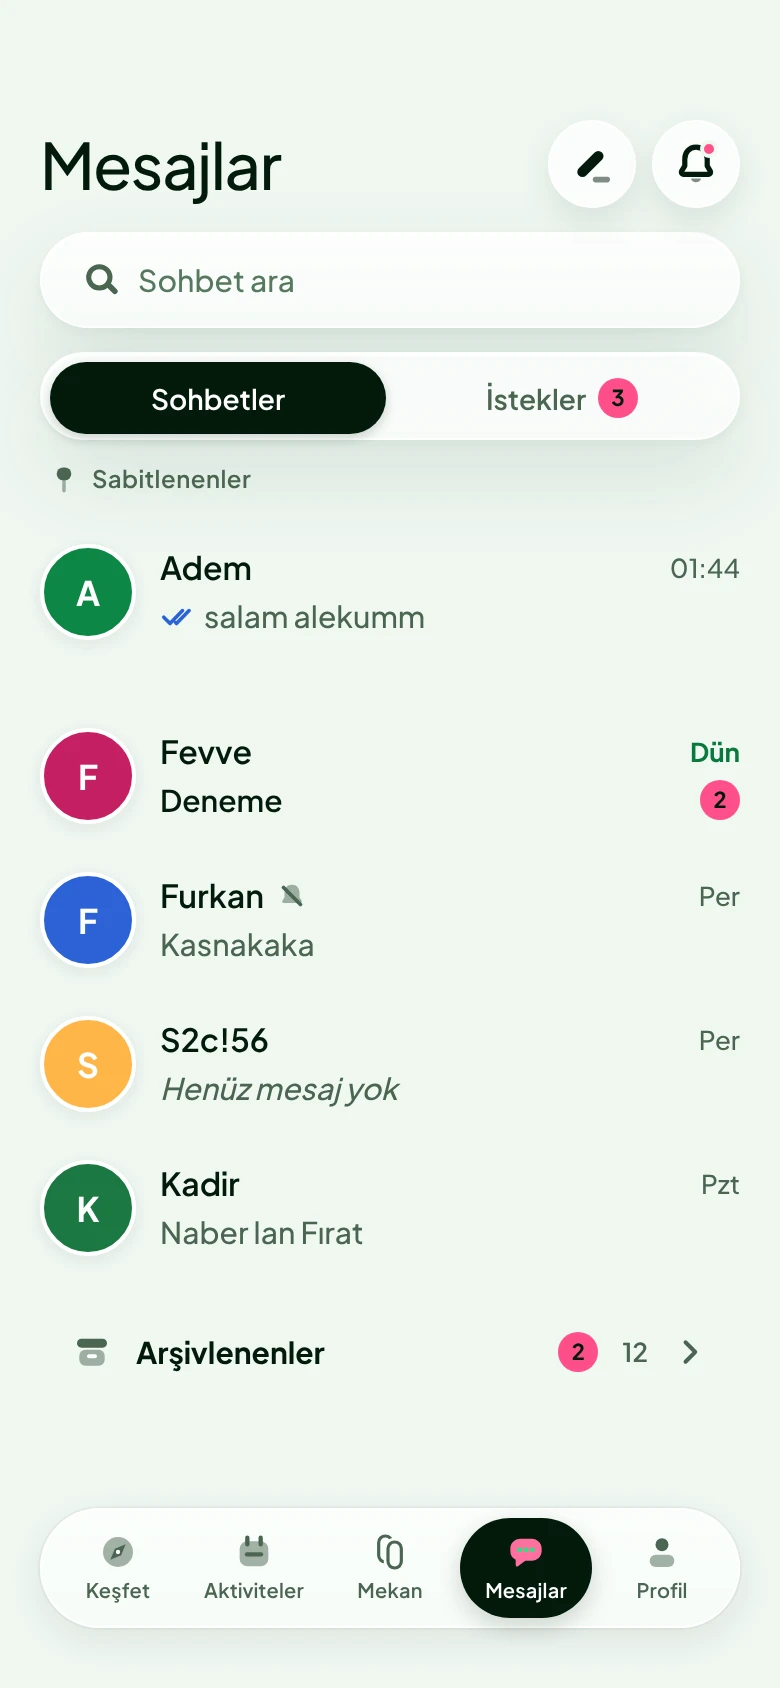 Mesajlar
Sohbet ara
Sohbetler
İstekler 3
Sabitlenenler
A
Adem
01:44
salam alekumm
F
Fevve
Dün
Deneme
2
F
Furkan
Per
Kasnakaka
S
S2c!56
Per
Henüz mesaj yok
K
Kadir
Pzt
Naber lan Fırat
Arşivlenenler
2
12
Keşfet
Aktiviteler
Mekan
Mesajlar
Profil